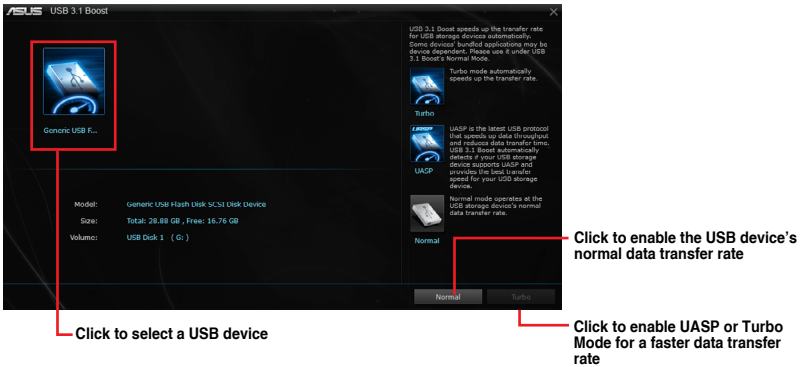 ASUS USB 3.1 Boost
USB 3.1 Boost speeds up the transfer rate
for USB storage devices automatically.
Some devices' bundled applications may be
device dependent. Please use it under USB
3.1 Boost's Normal Mode.
Turbo mode automatically
speeds up the transfer rate.
Turbo
Generic USB F...
UASP
UASP is the latest USB protocol
that speeds up data throughput
and reduces data transfer time.
USB 3.1 Boost automatically
detects if your USB storage
device supports UASP and
provides the best transfer
speed for your USB storage
device.
UASP
Normal mode operates at the
USB storage device's normal
data transfer rate.
Normal
Model: Generic USB Flash Disk SCSI Disk Device
Size: Total: 28.88 GB , Free: 16.76 GB
Volume: USB Disk 1 ( G: )
Normal Turbo
Click to select a USB device
Click to enable the USB device's
normal data transfer rate
Click to enable UASP or Turbo
Mode for a faster data transfer
rate